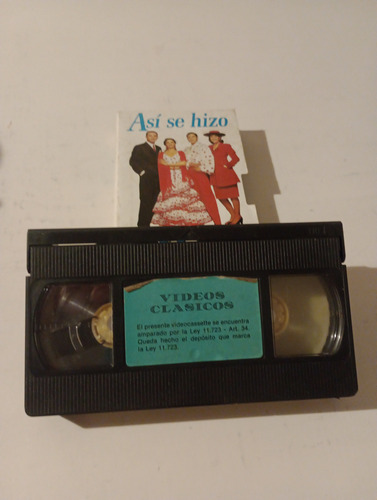 Así se hizo
VIDEOS
CLASICOS
El presente videocassette se encuentra
amparado por la Ley 11.723 - Art. 34.
Queda hecho el depósito que marca
la Ley 11.723.